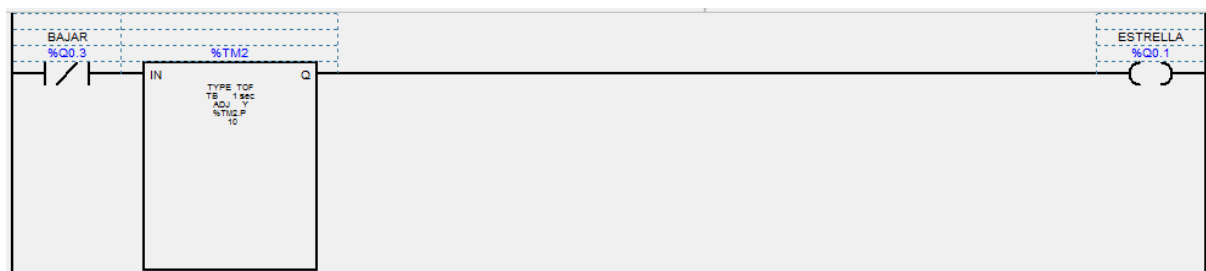 BAJAR
%Q0.3
%TM2
IN
Q
TYPE TOF
TB 1 sec
ADJ Y
%TM2.P
10
ESTRELLA
%Q0.1